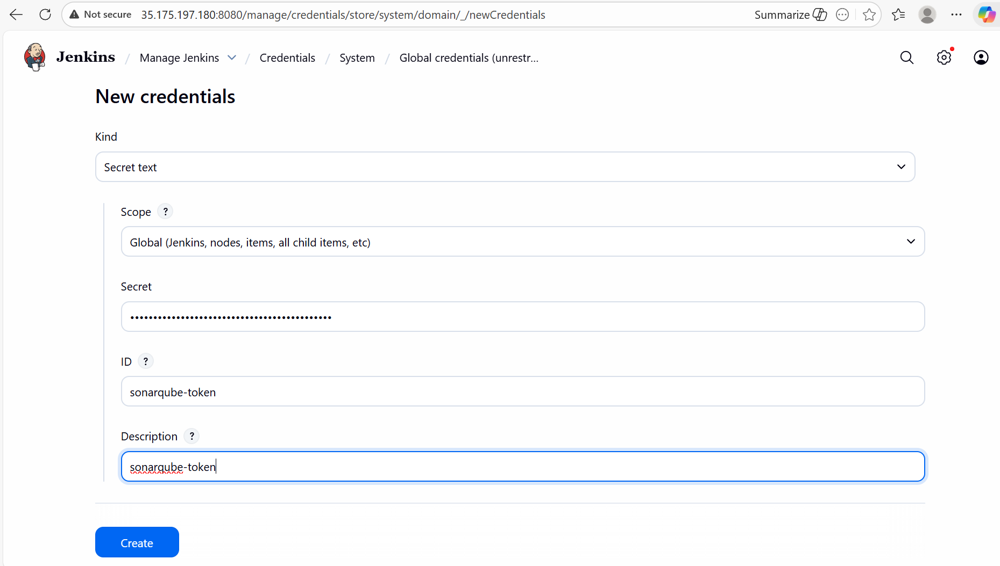 Not secure 35.175.197.180:8080/manage/credentials/store/system/domain/_/newCredentials Summarize
Jenkins / Manage Jenkins / Credentials / System / Global credentials (unrestr...
New credentials
Kind
Secret text
Scope ?
Global (Jenkins, nodes, items, all child items, etc)
Secret
••••••••••••••••••••••••••••••••••••••••••••
ID ?
sonarqube-token
Description ?
sonarqube-token
Create